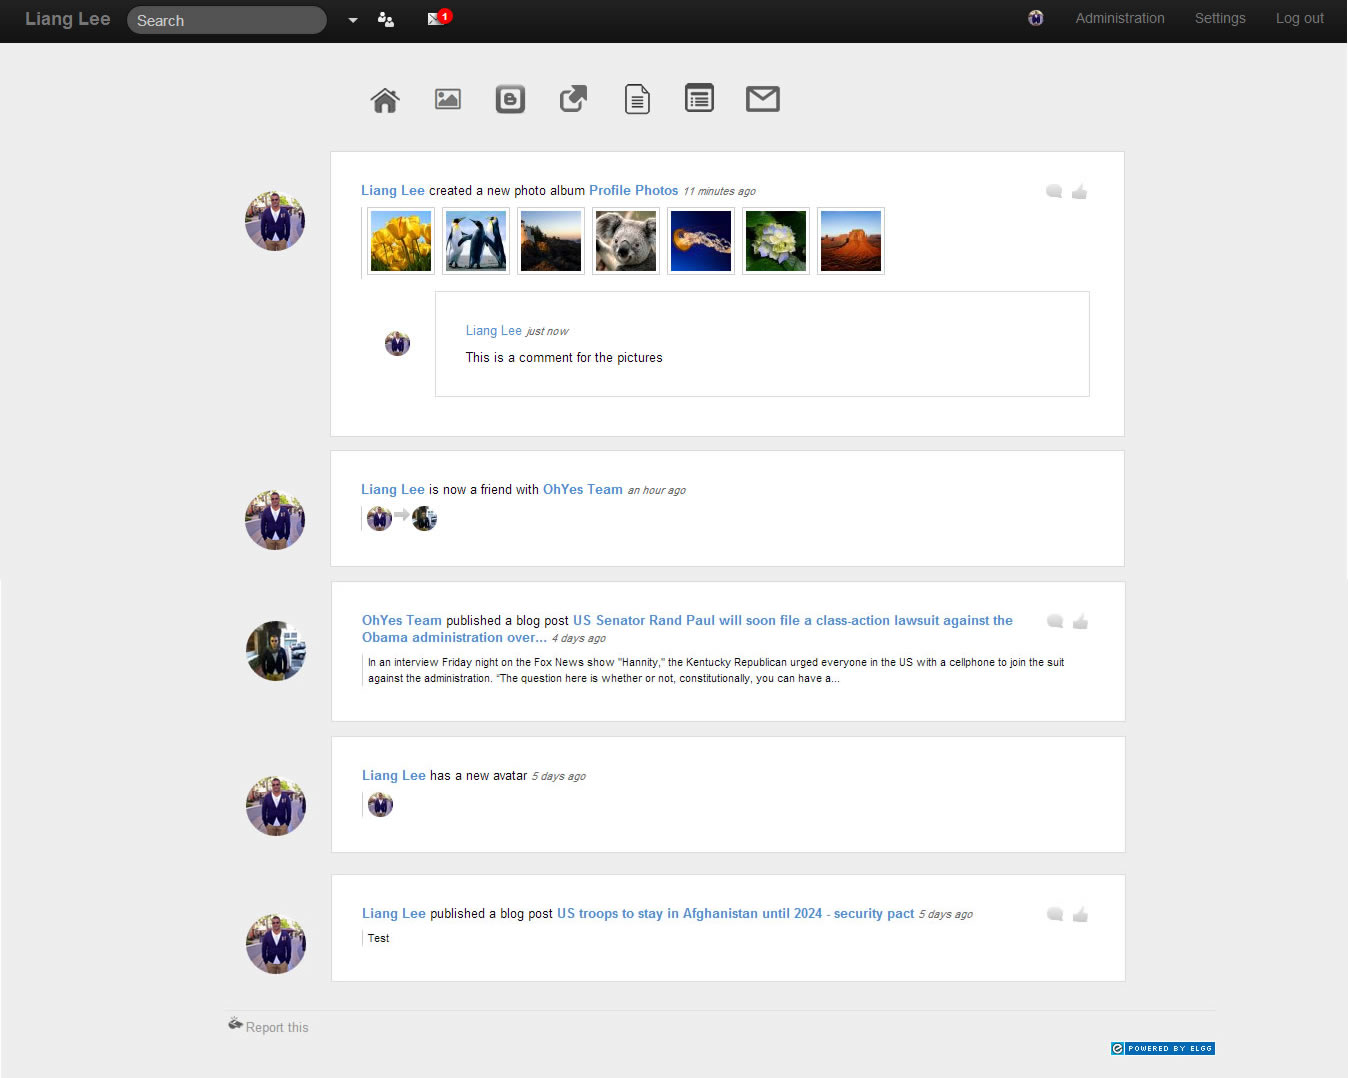 Liang Lee
Search
1
Administration
Settings
Log out
Liang Lee created a new photo album Profile Photos 11 minutes ago
Liang Lee just now
This is a comment for the pictures
Liang Lee is now a friend with OhYes Team an hour ago
OhYes Team published a blog post US Senator Rand Paul will soon file a class-action lawsuit against the
Obama administration over... 4 days ago
In an interview Friday night on the Fox News show "Hannity," the Kentucky Republican urged everyone in the US with a cellphone to join the suit
against the administration. “The question here is whether or not, constitutionally, you can have a...
Liang Lee has a new avatar 5 days ago
Liang Lee published a blog post US troops to stay in Afghanistan until 2024 - security pact 5 days ago
Test
Report this
POWERED BY ELGG